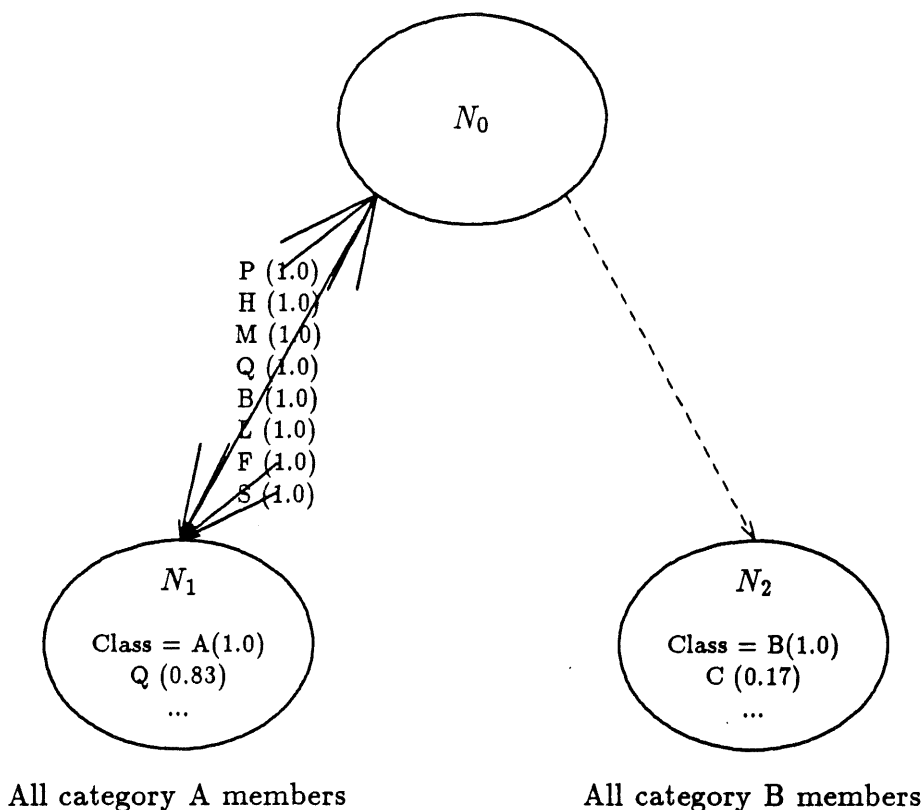 N₀
P (1.0)
H (1.0)
M (1.0)
Q (1.0)
B (1.0)
L (1.0)
F (1.0)
S (1.0)
N₁
Class = A(1.0)
Q (0.83)
...
N₂
Class = B(1.0)
C (0.17)
...
All category A members
All category B members